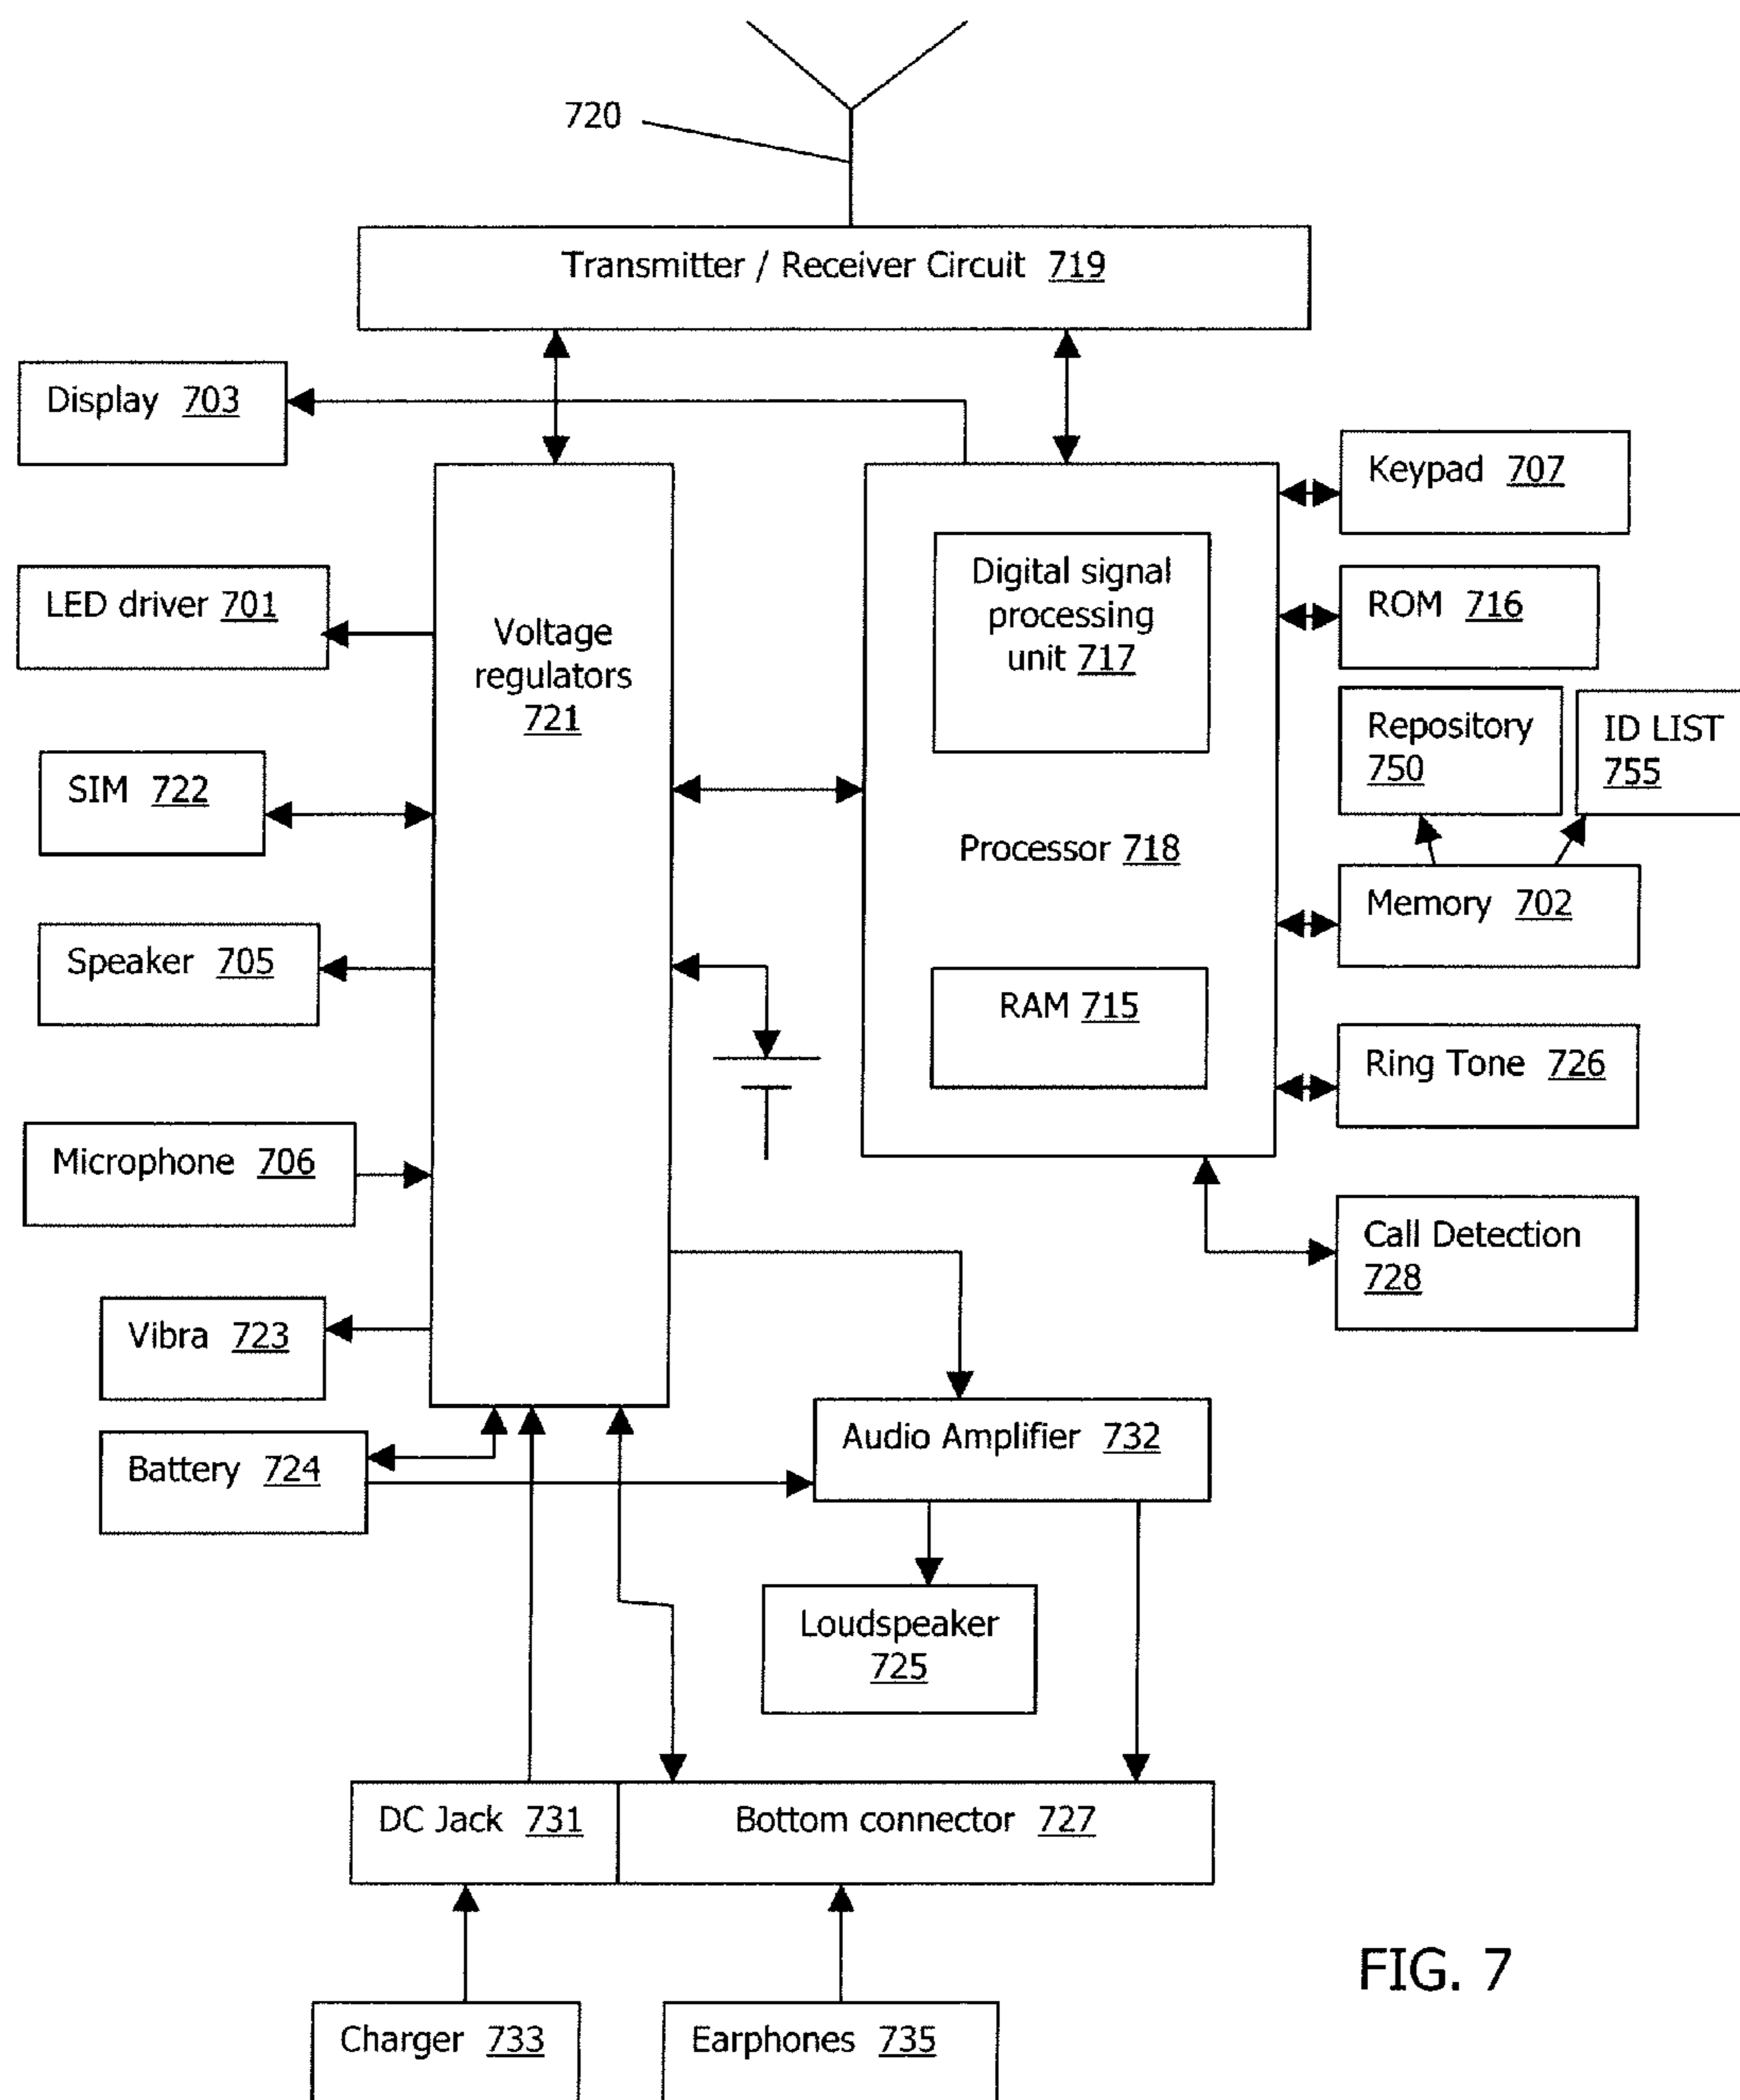 720
Transmitter / Receiver Circuit 719
Display 703
Keypad 707
LED driver 701
Voltage
regulators
721
Digital signal
processing
unit 717
ROM 716
Repository
750
ID LIST
755
SIM 722
Processor 718
Memory 702
Speaker 705
RAM 715
Ring Tone 726
Microphone 706
Call Detection
728
Vibra 723
Battery 724
Audio Amplifier 732
Loudspeaker
725
DC Jack 731
Bottom connector 727
Charger 733
Earphones 735
FIG. 7